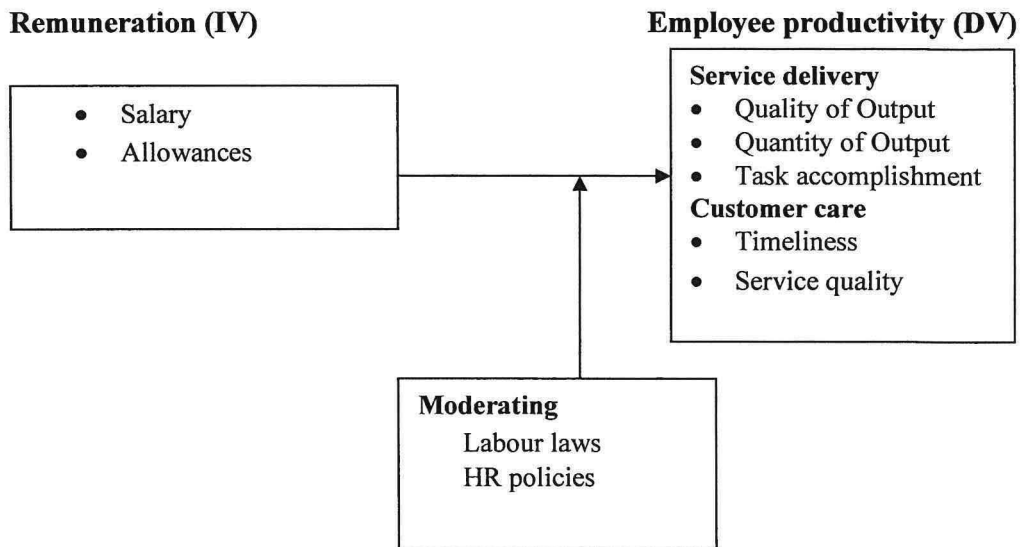 Remuneration (IV)
Employee productivity (DV)
• Salary
• Allowances
Service delivery
• Quality of Output
• Quantity of Output
• Task accomplishment
Customer care
• Timeliness
• Service quality
Moderating
Labour laws
HR policies